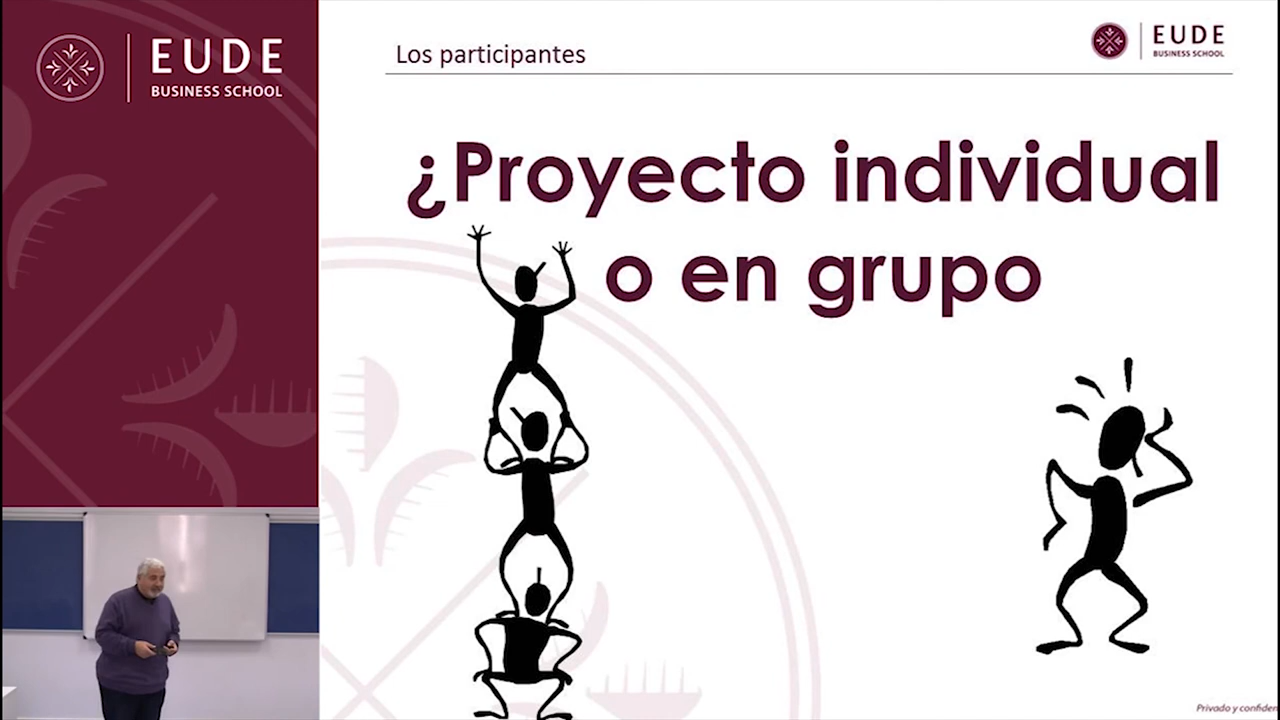 EUDE
BUSINESS SCHOOL
Los participantes
EUDE
BUSINESS SCHOOL
¿Proyecto individual
o en grupo
Privado y confiden